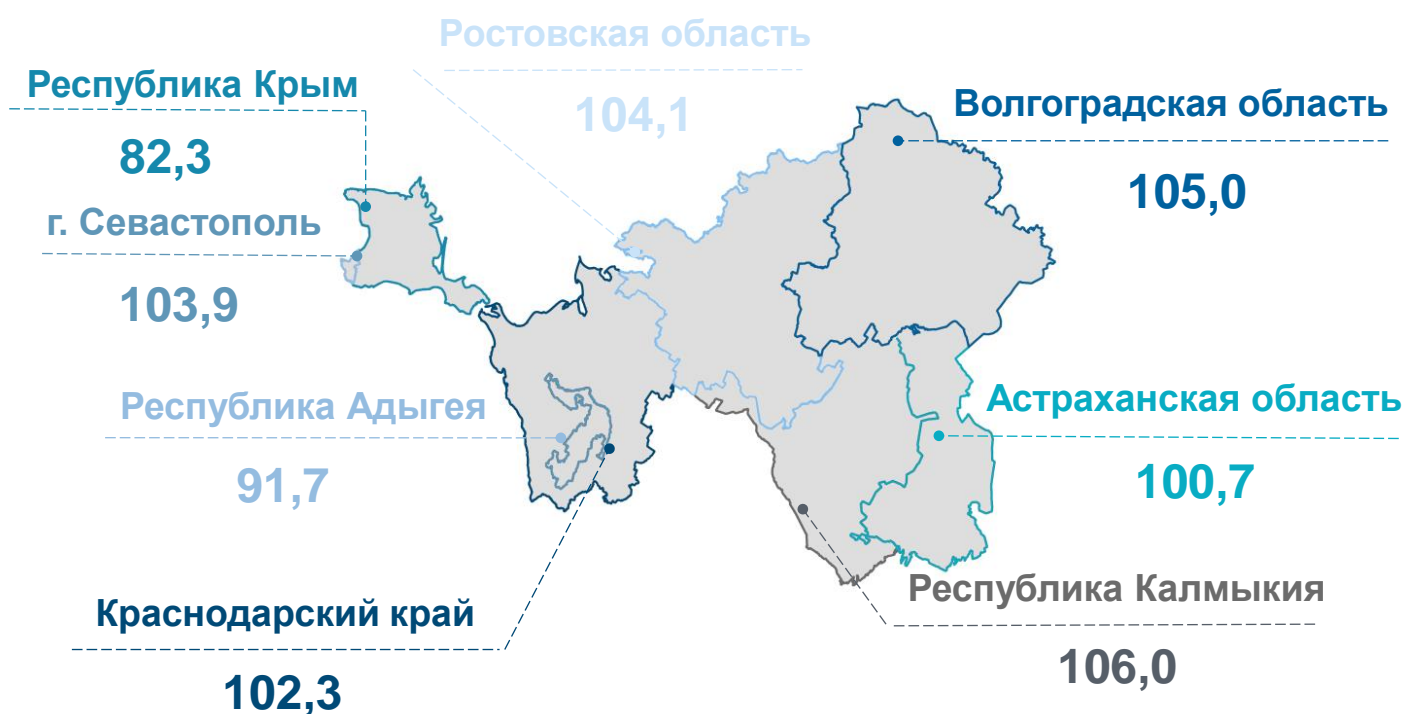 Ростовская область
104,1
Республика Крым
82,3
г. Севастополь
103,9
Волгоградская область
105,0
Республика Адыгея
91,7
Астраханская область
100,7
Краснодарский край
102,3
Республика Калмыкия
106,0